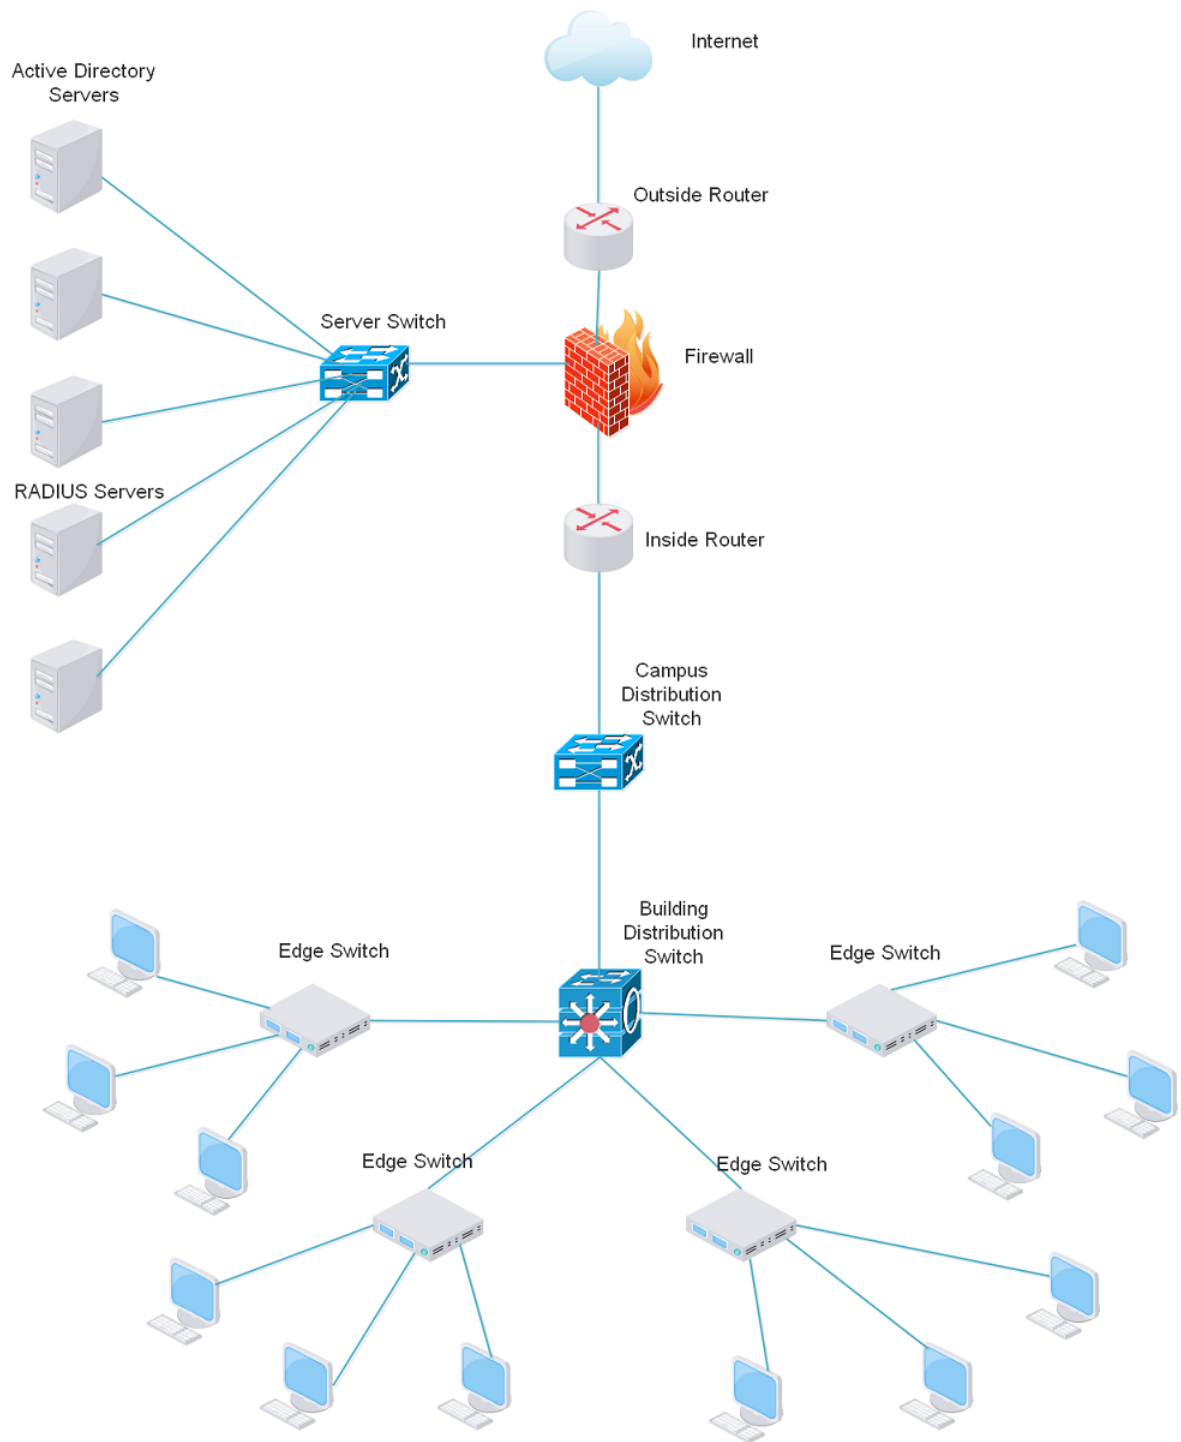 Internet
Active Directory
Servers
Outside Router
Server Switch
Firewall
RADIUS Servers
Inside Router
Campus
Distribution
Switch
Building
Distribution
Switch
Edge Switch
Edge Switch
Edge Switch
Edge Switch